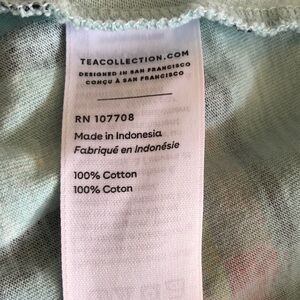 TEACOLLECTION.COM
DESIGNED IN SAN FRANCISCO
CONÇU À SAN FRANCISCO
RN 107708
Made in Indonesia
Fabriqué en Indonésie
100% Cotton
100% Coton